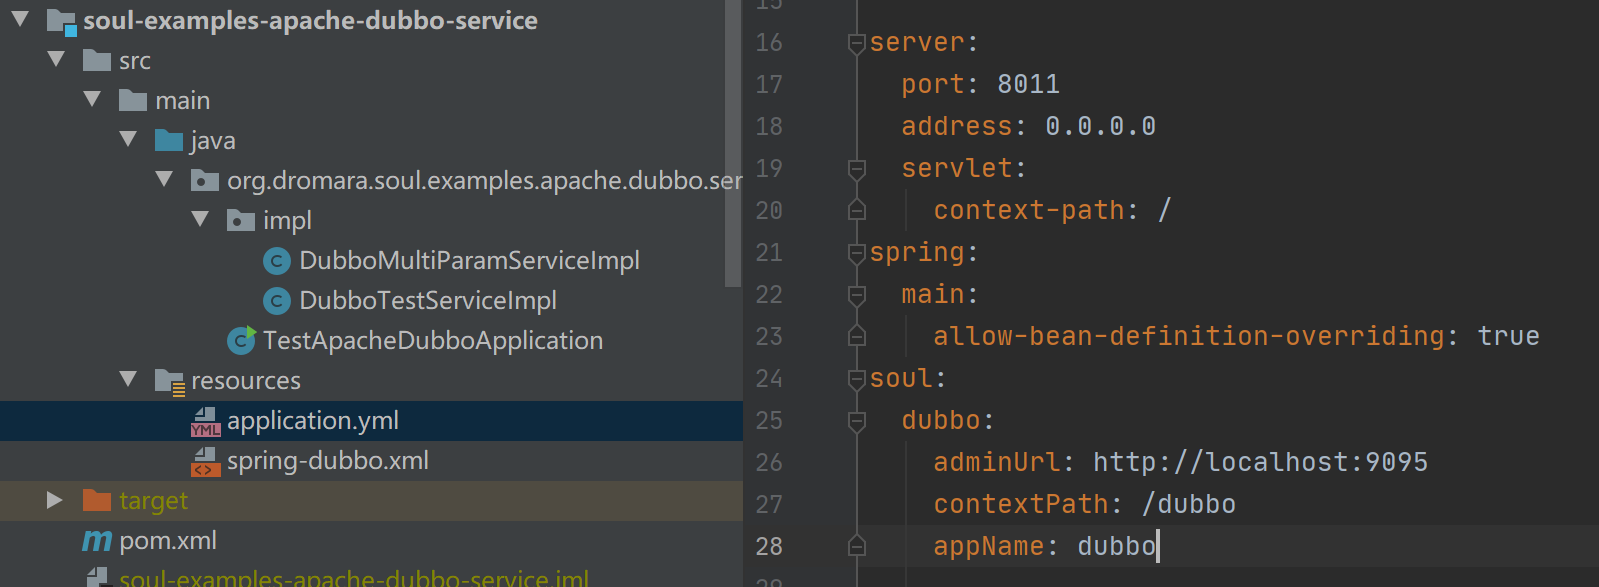 soul-examples-apache-dubbo-service
src
main
java
org.dromara.soul.examples.apache.dubbo.ser
impl
DubboMultiParamServiceImpl
DubboTestServiceImpl
TestApacheDubboApplication
resources
application.yml
spring-dubbo.xml
target
pom.xml
soul-examples-apache-dubbo-service.iml
15
16 server:
17 port: 8011
18 address: 0.0.0.0
19 servlet:
20 context-path: /
21 spring:
22 main:
23 allow-bean-definition-overriding: true
24 soul:
25 dubbo:
26 adminUrl: http://localhost:9095
27 contextPath: /dubbo
28 appName: dubbo
29